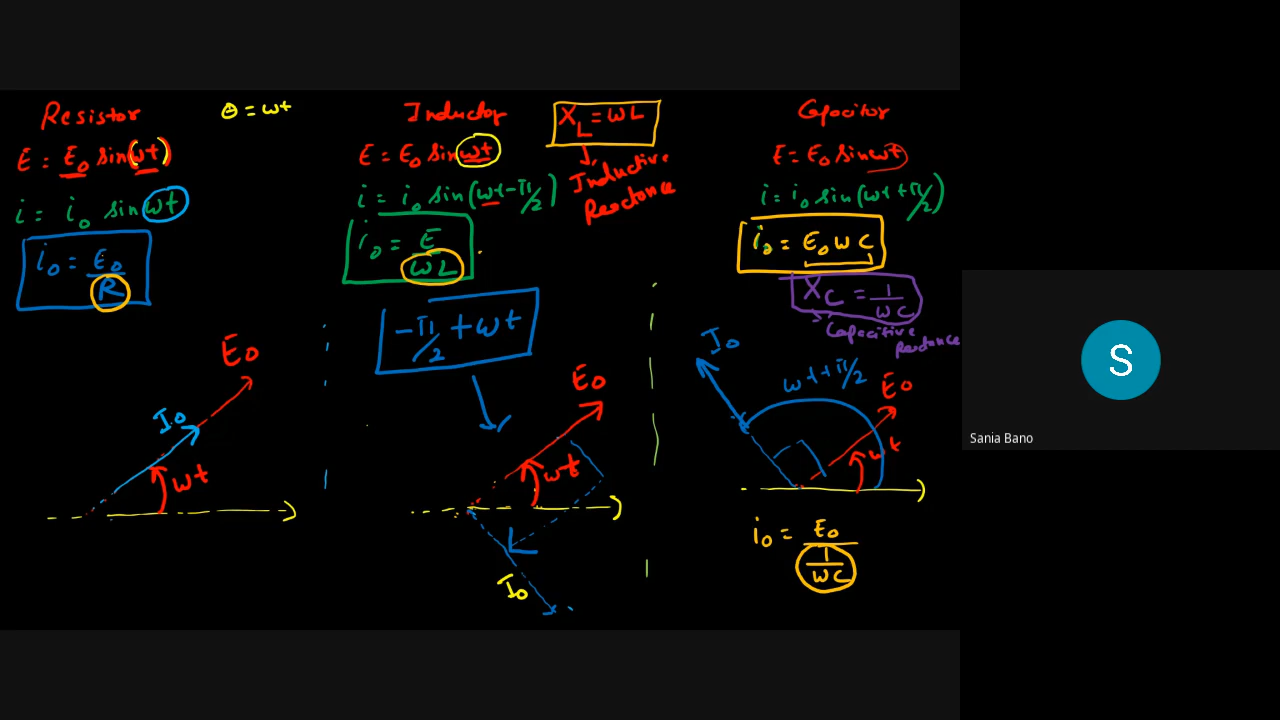 Resistor
θ = ωt
E = E₀ sin(ωt)
i = i₀ sin ωt
i₀ = E₀/R
E₀
I₀
ωt
Inductor
X_L = ωL
Inductive
Reactance
E = E₀ sin ωt
i = i₀ sin(ωt - π/2)
i₀ = E/ωL
-π/2 + ωt
E₀
ωt
I₀
Capacitor
E = E₀ sin ωt
i = i₀ sin(ωt + π/2)
i₀ = E₀ ω C
X_C = 1/ωC
Capacitive
Reactance
I₀
ωt + π/2
E₀
ωt
i₀ = E₀/(1/ωC)
S
Sania Bano